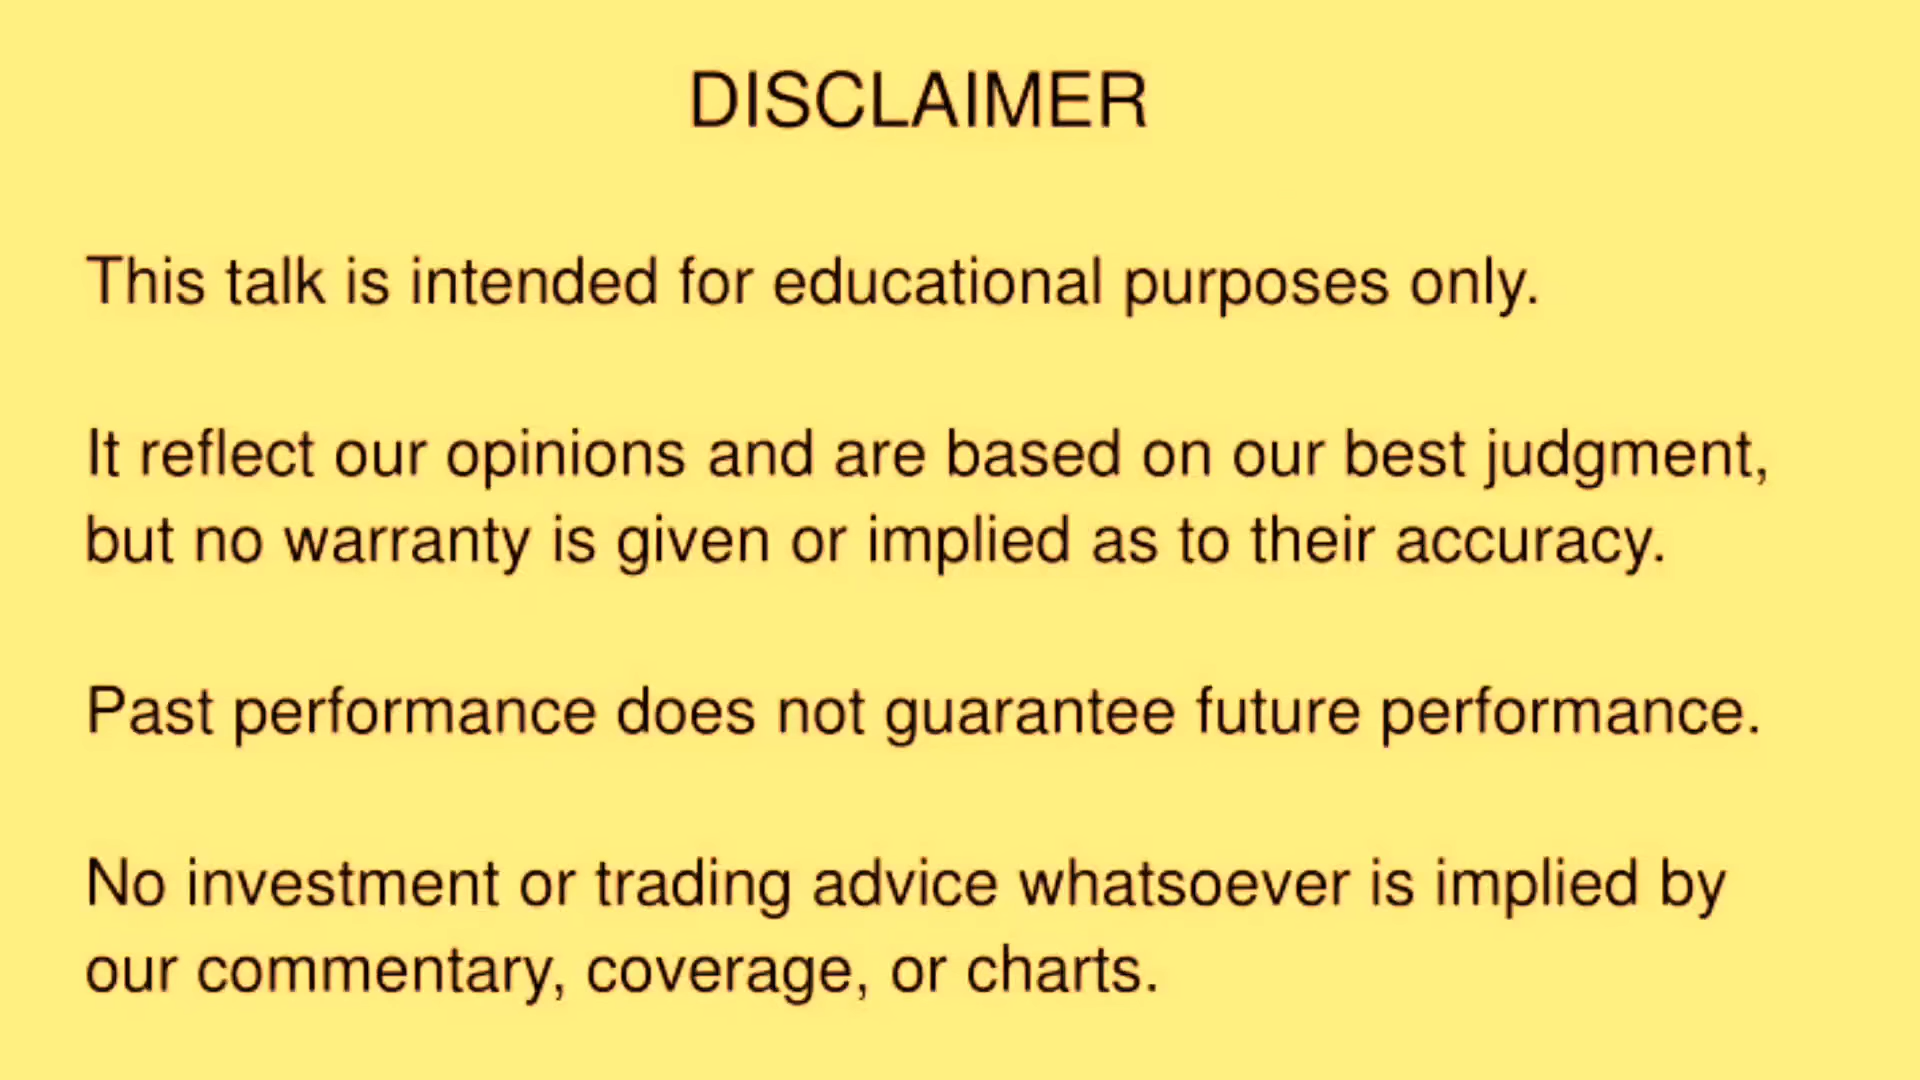 DISCLAIMER
This talk is intended for educational purposes only.
It reflect our opinions and are based on our best judgment,
but no warranty is given or implied as to their accuracy.
Past performance does not guarantee future performance.
No investment or trading advice whatsoever is implied by
our commentary, coverage, or charts.